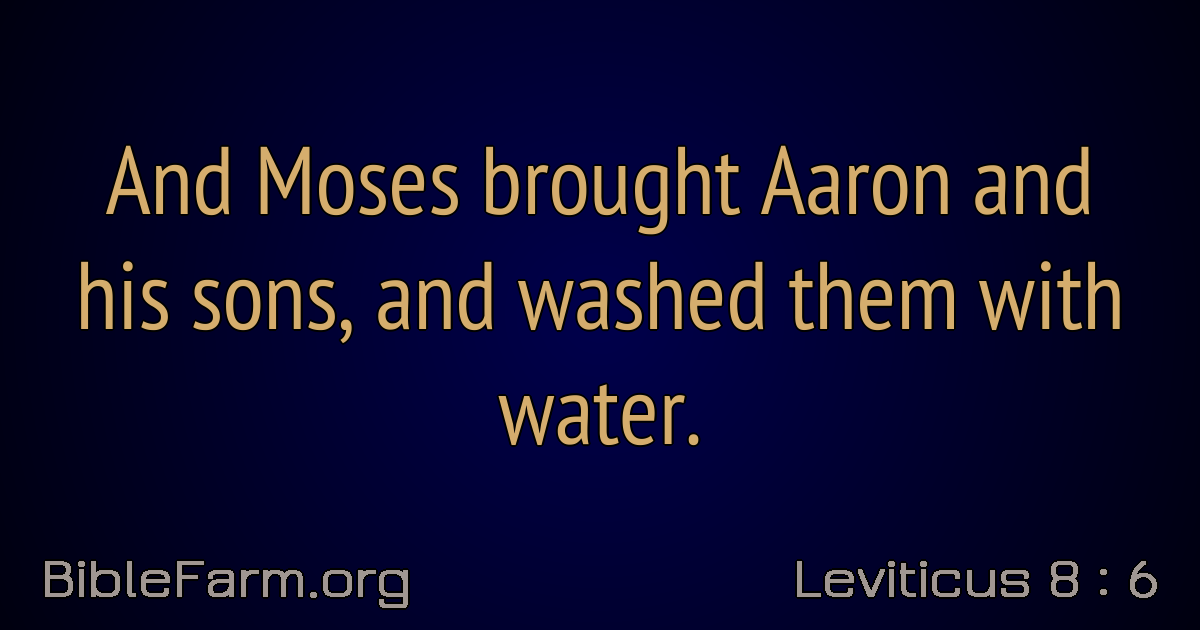 And Moses brought Aaron and
his sons, and washed them with
water.
BibleFarm.org
Leviticus 8 : 6